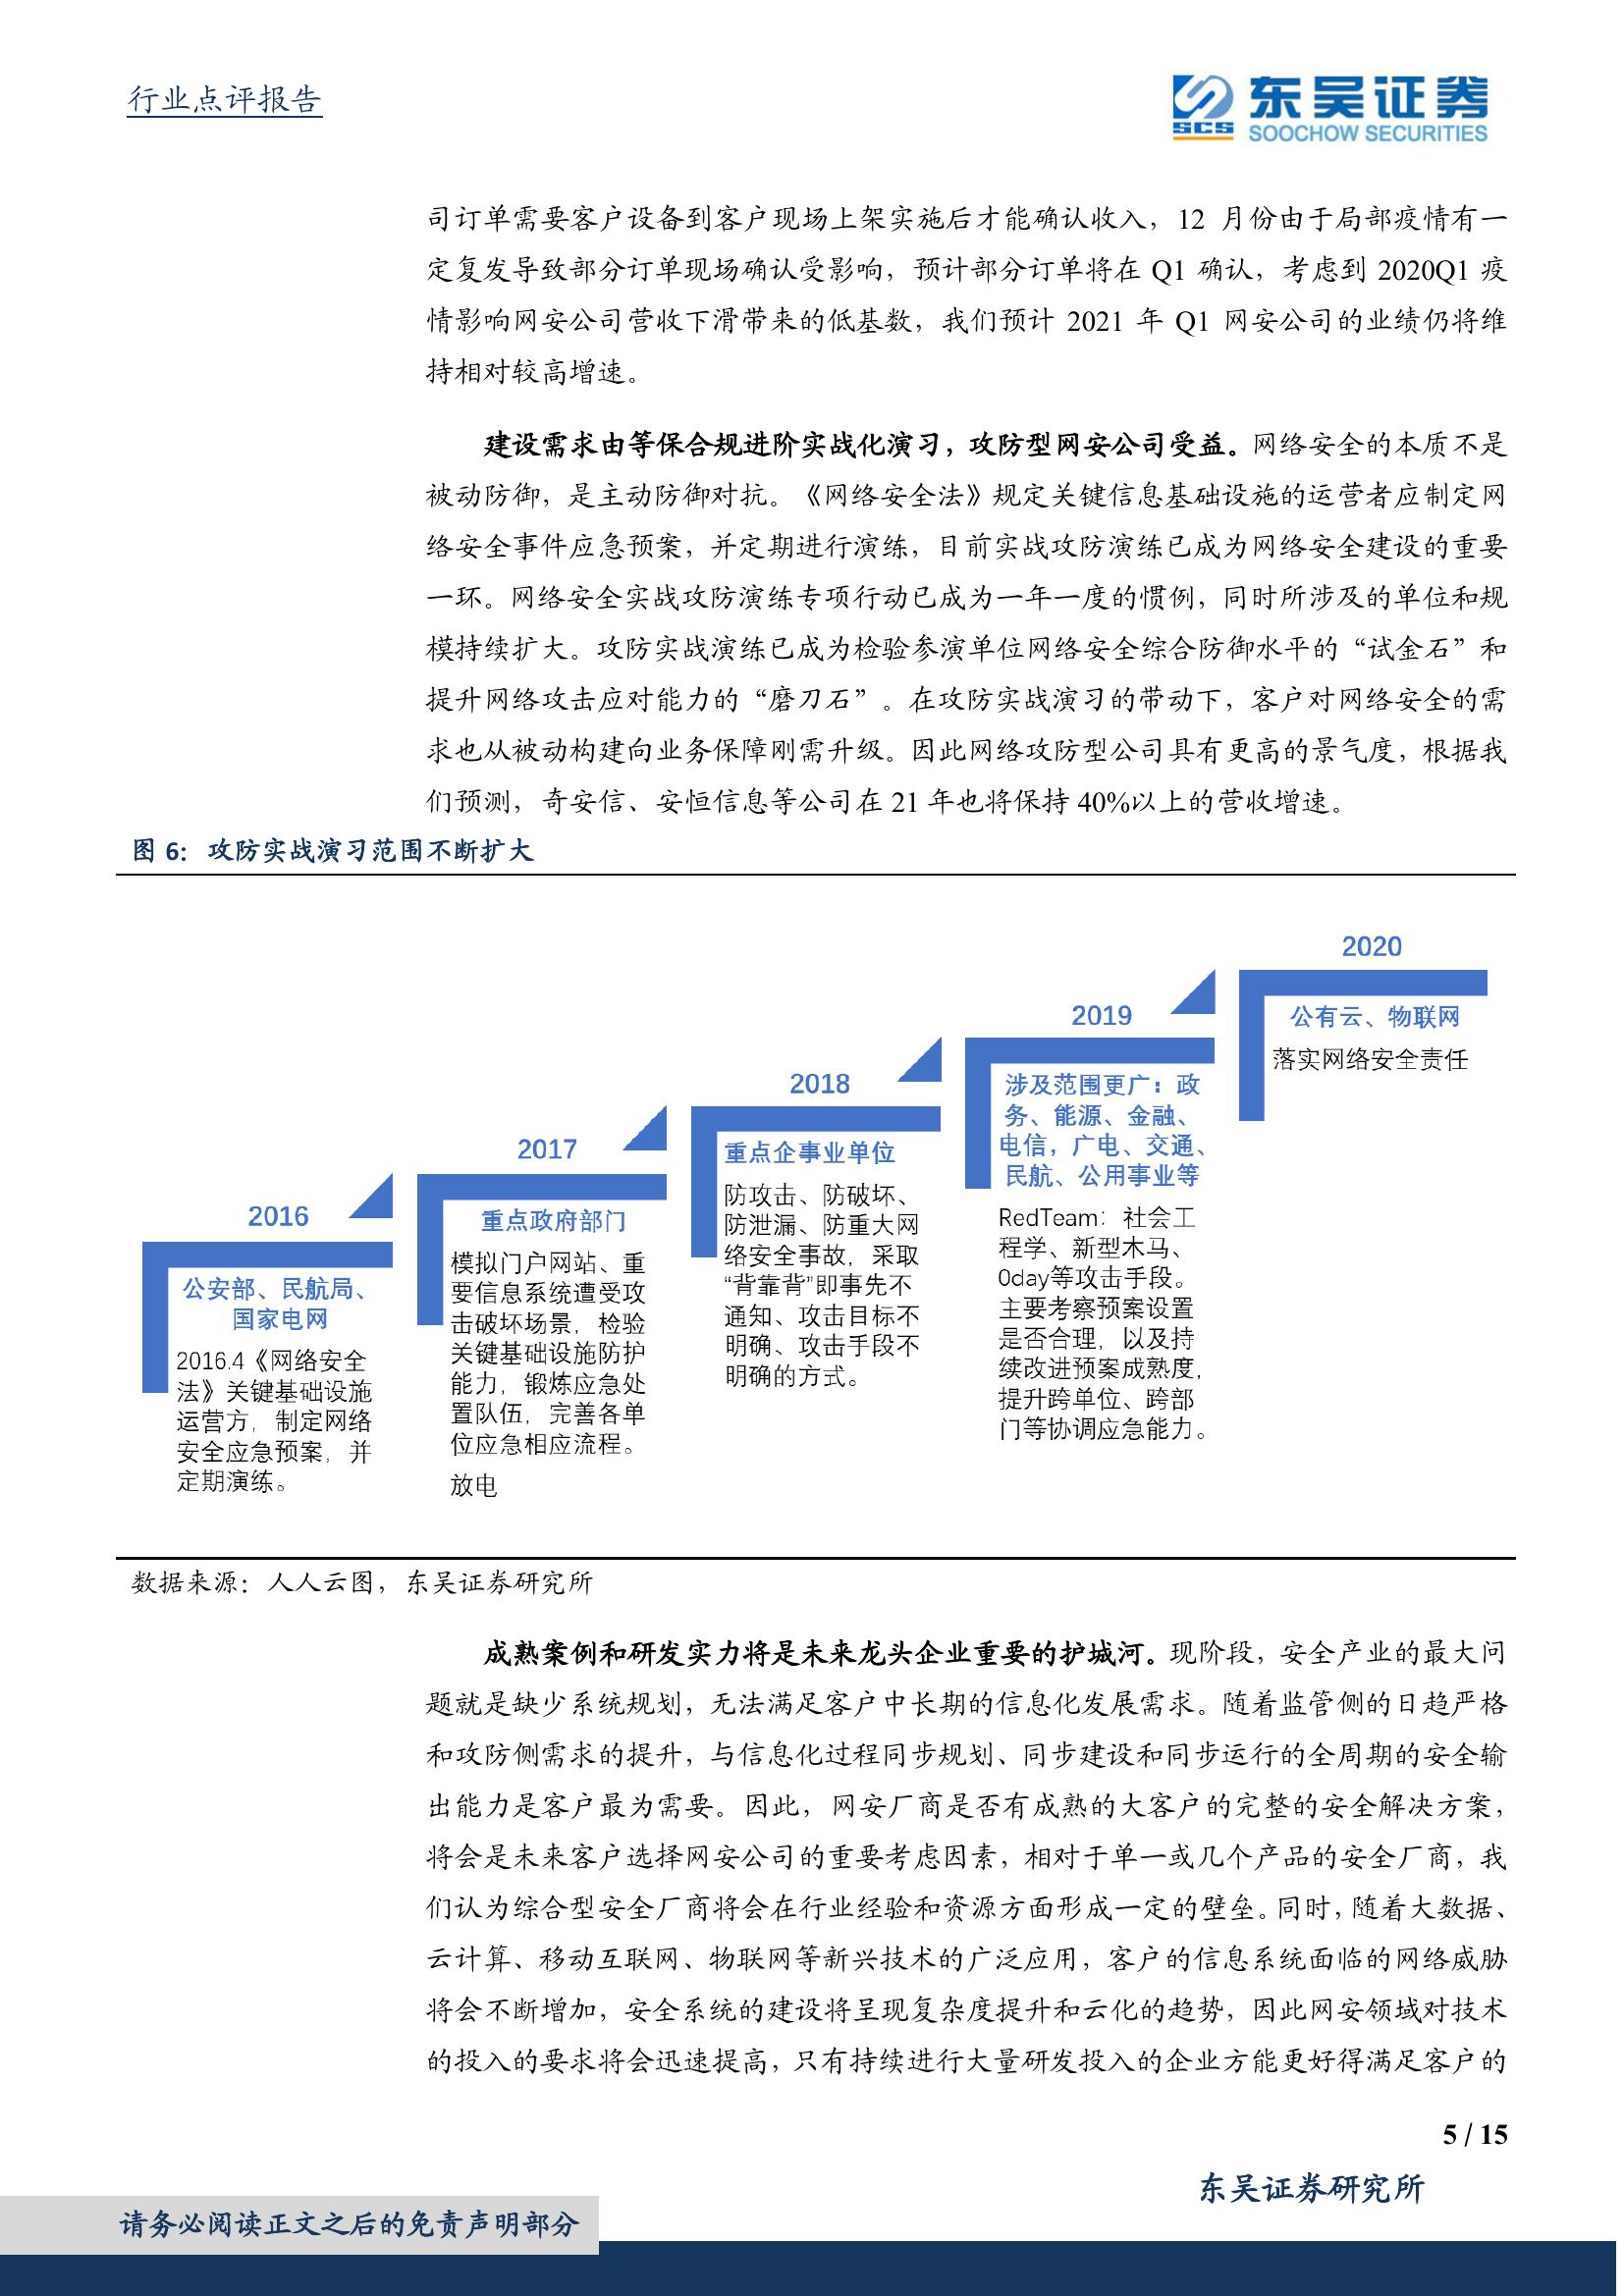 行业点评报告
SCS
东吴证券
SOOCHOW SECURITIES
司订单需要客户设备到客户现场上架实施后才能确认收入，12 月份由于局部疫情有一
定复发导致部分订单现场确认受影响，预计部分订单将在 Q1 确认，考虑到 2020Q1 疫
情影响网安公司营收下滑带来的低基数，我们预计 2021 年 Q1 网安公司的业绩仍将维
持相对较高增速。
建设需求由等保合规进阶实战化演习，攻防型网安公司受益。网络安全的本质不是
被动防御，是主动防御对抗。《网络安全法》规定关键信息基础设施的运营者应制定网
络安全事件应急预案，并定期进行演练，目前实战攻防演练已成为网络安全建设的重要
一环。网络安全实战攻防演练专项行动已成为一年一度的惯例，同时所涉及的单位和规
模持续扩大。攻防实战演练已成为检验参演单位网络安全综合防御水平的“试金石”和
提升网络攻击应对能力的“磨刀石”。在攻防实战演习的带动下，客户对网络安全的需
求也从被动构建向业务保障刚需升级。因此网络攻防型公司具有更高的景气度，根据我
们预测，奇安信、安恒信息等公司在 21 年也将保持 40%以上的营收增速。
图 6：攻防实战演习范围不断扩大
2016
公安部、民航局、
国家电网
2016.4《网络安全
法》关键基础设施
运营方，制定网络
安全应急预案，并
定期演练。
2017
重点政府部门
模拟门户网站、重
要信息系统遭受攻
击破坏场景，检验
关键基础设施防护
能力，锻炼应急处
置队伍，完善各单
位应急相应流程。
放电
2018
重点企事业单位
防攻击、防破坏、
防泄漏、防重大网
络安全事故，采取
“背靠背”即事先不
通知、攻击目标不
明确、攻击手段不
明确的方式。
2019
涉及范围更广：政
务、能源、金融、
电信，广电、交通、
民航、公用事业等
RedTeam：社会工
程学、新型木马、
0day等攻击手段。
主要考察预案设置
是否合理，以及持
续改进预案成熟度，
提升跨单位、跨部
门等协调应急能力。
2020
公有云、物联网
落实网络安全责任
数据来源：人人云图，东吴证券研究所
成熟案例和研发实力将是未来龙头企业重要的护城河。现阶段，安全产业的最大问
题就是缺少系统规划，无法满足客户中长期的信息化发展需求。随着监管侧的日趋严格
和攻防侧需求的提升，与信息化过程同步规划、同步建设和同步运行的全周期的安全输
出能力是客户最为需要。因此，网安厂商是否有成熟的大客户的完整的安全解决方案，
将会是未来客户选择网安公司的重要考虑因素，相对于单一或几个产品的安全厂商，我
们认为综合型安全厂商将会在行业经验和资源方面形成一定的壁垒。同时，随着大数据、
云计算、移动互联网、物联网等新兴技术的广泛应用，客户的信息系统面临的网络威胁
将会不断增加，安全系统的建设将呈现复杂度提升和云化的趋势，因此网安领域对技术
的投入的要求将会迅速提高，只有持续进行大量研发投入的企业方能更好得满足客户的
5 / 15
东吴证券研究所
请务必阅读正文之后的免责声明部分